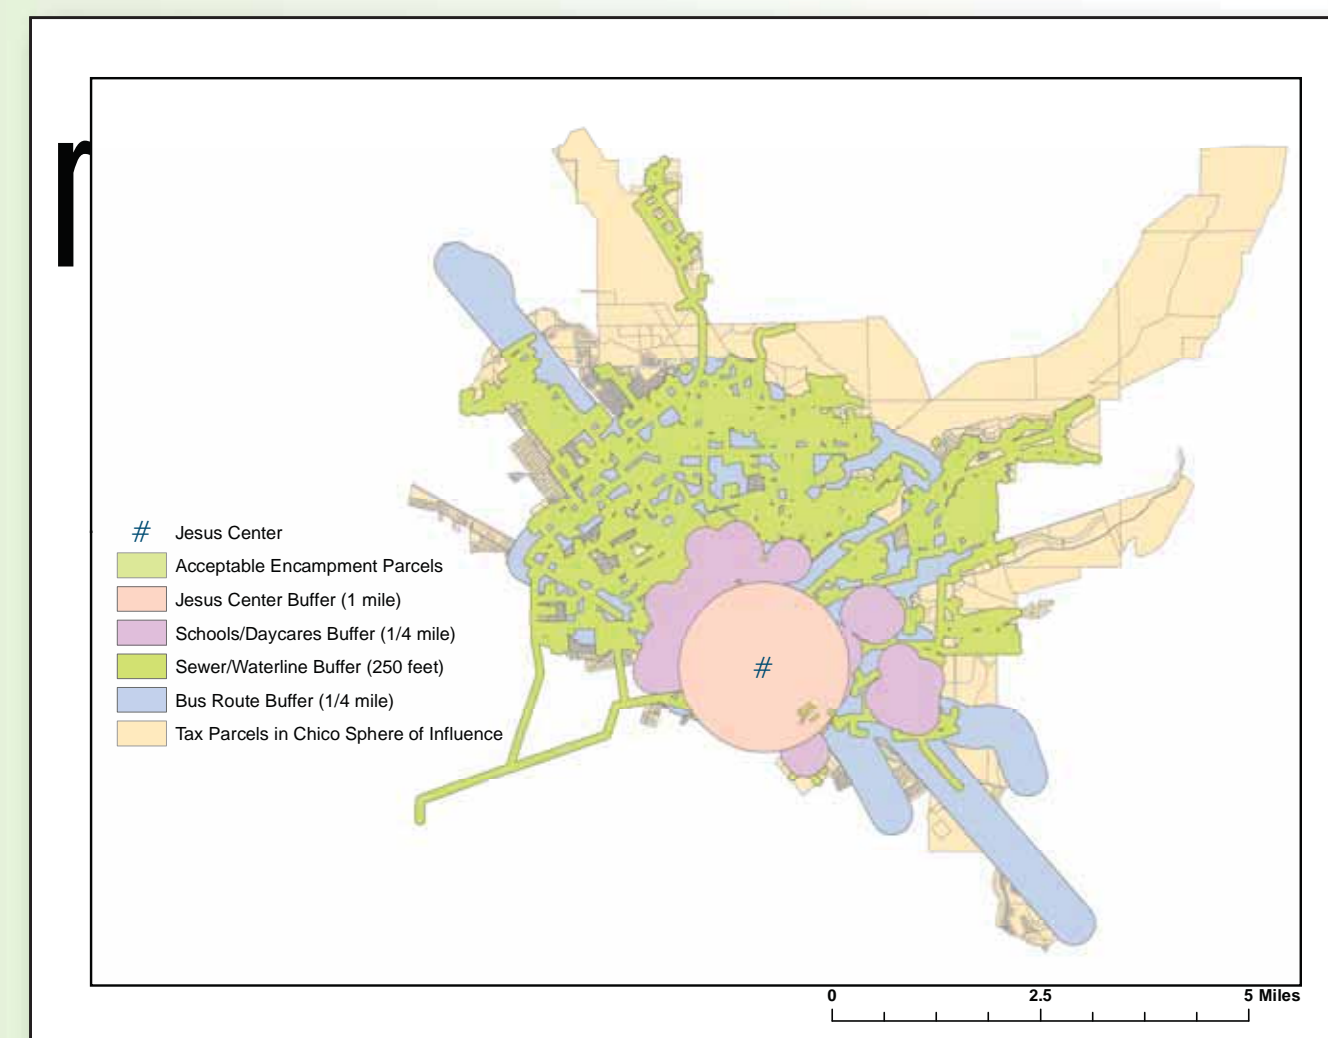 # Jesus Center
Acceptable Encampment Parcels
Jesus Center Buffer (1 mile)
Schools/Daycares Buffer (1/4 mile)
Sewer/Waterline Buffer (250 feet)
Bus Route Buffer (1/4 mile)
Tax Parcels in Chico Sphere of Influence
#
0 2.5 5 Miles